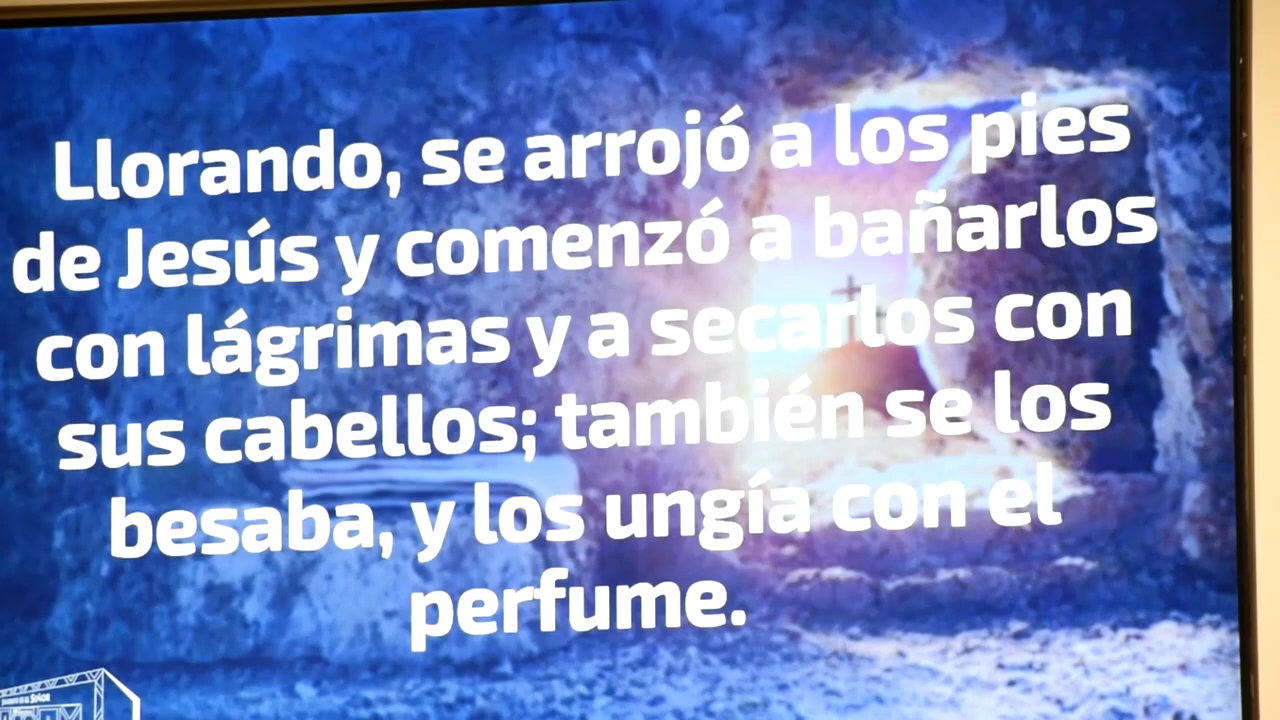 Llorando, se arrojó a los pies
de Jesús y comenzó a bañarlos
con lágrimas y a secarlos con
sus cabellos; también se los
besaba, y los ungía con el
perfume.